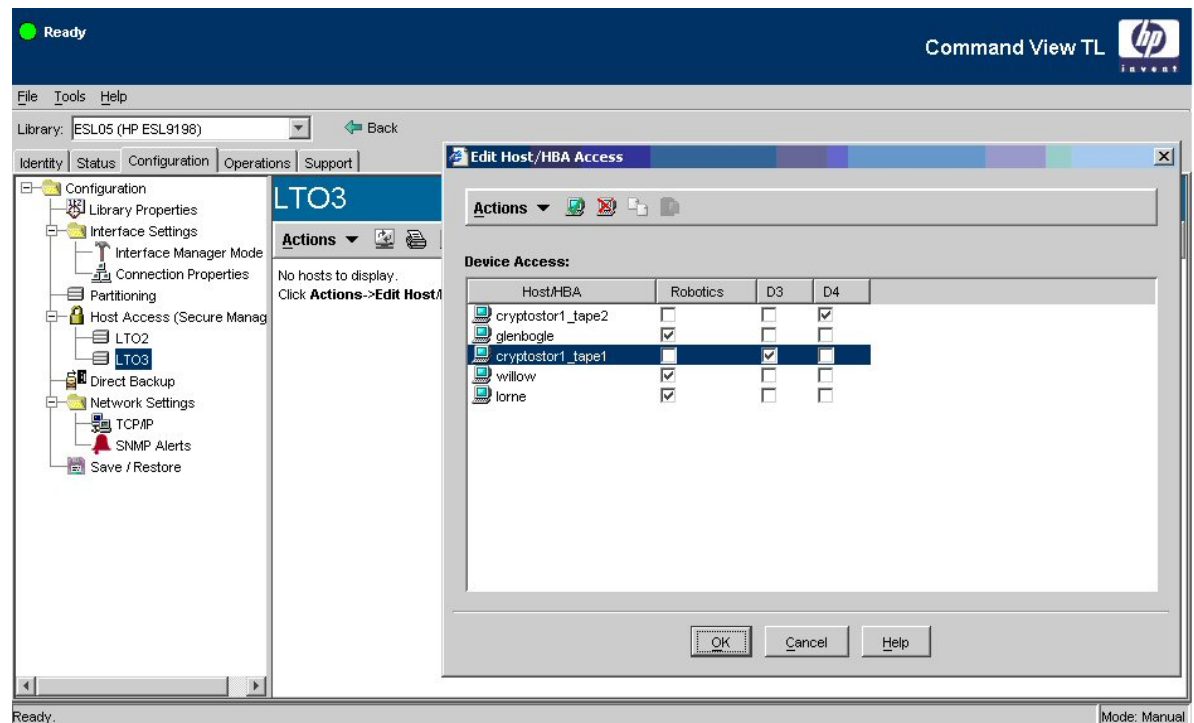 Ready
Command View TL
hp
invent
File Tools Help
Library: ESL05 (HP ESL9198) Back
Identity Status Configuration Operations Support
Configuration
Library Properties
Interface Settings
Interface Manager Mode
Connection Properties
Partitioning
Host Access (Secure Manag
LTO2
LTO3
Direct Backup
Network Settings
TCP/IP
SNMP Alerts
Save / Restore
LTO3
Actions
No hosts to display.
Click Actions->Edit Host/
Edit Host/HBA Access
Actions
Device Access:
Host/HBA Robotics D3 D4
cryptostor1_tape2
glenbogle
cryptostor1_tape1
willow
lorne
OK Cancel Help
Ready. Mode: Manual